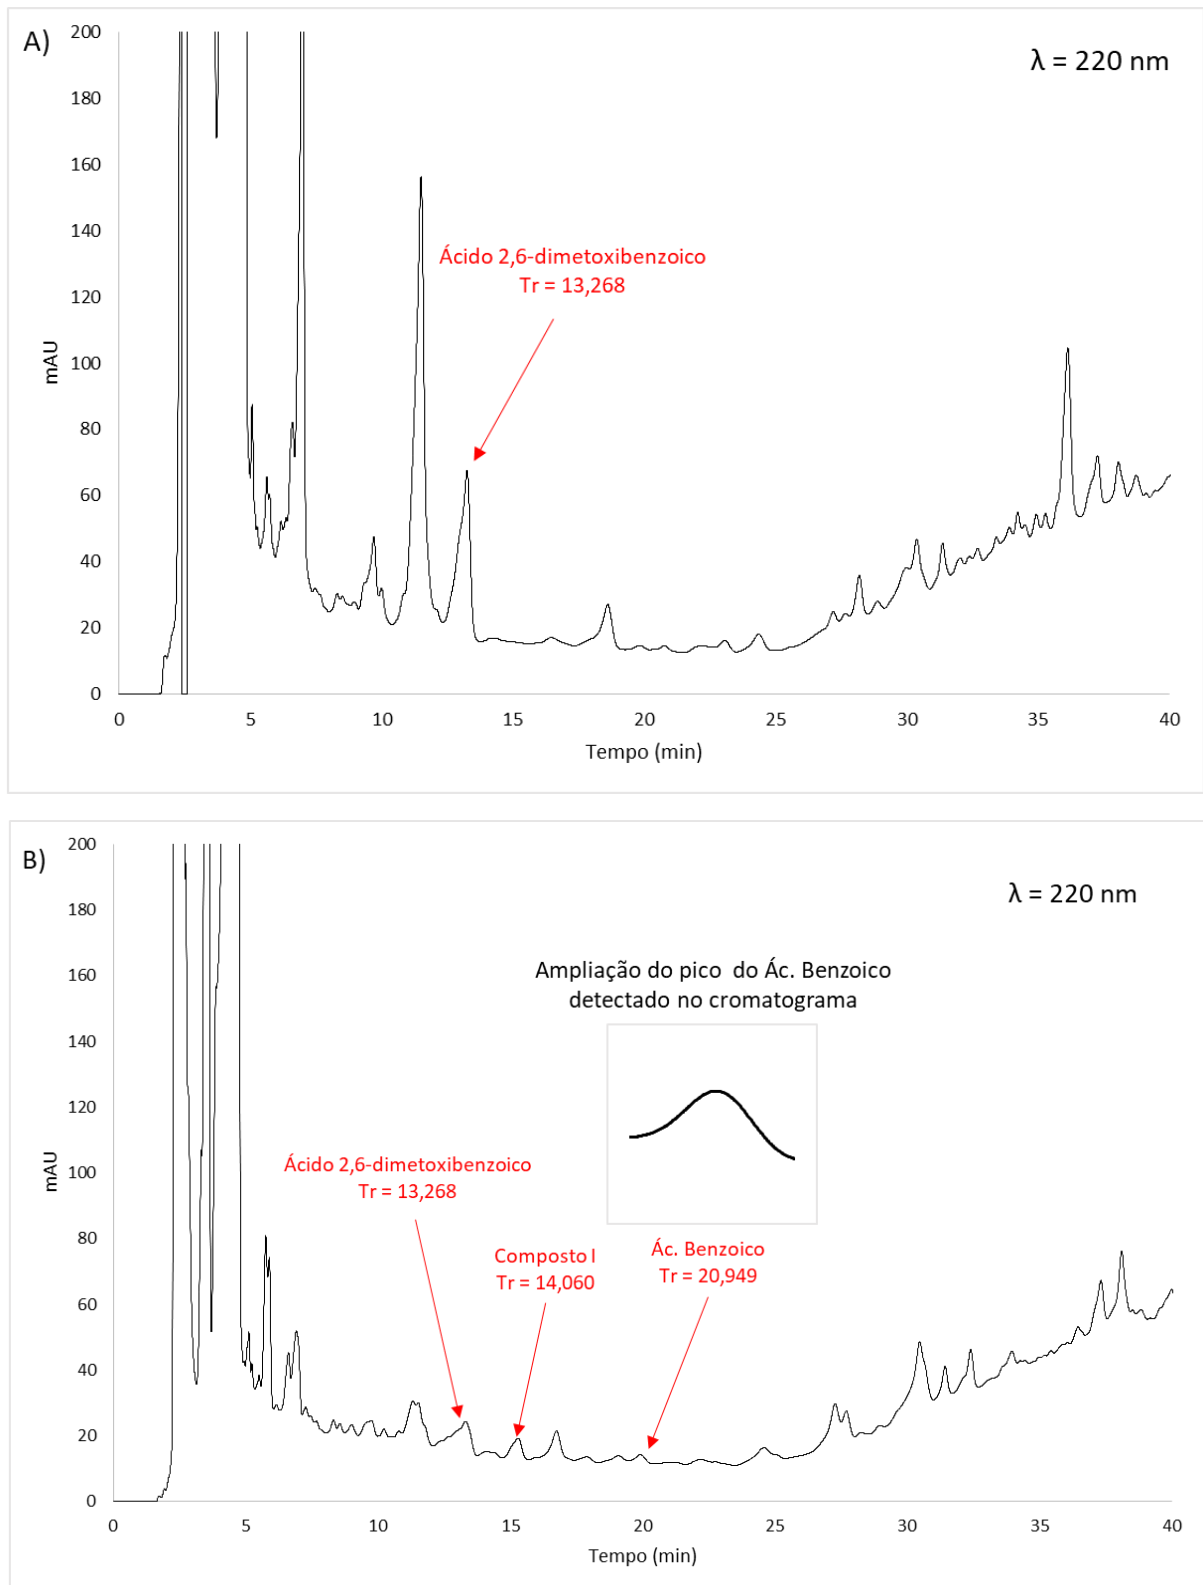 A)
λ = 220 nm
200
180
160
140
120
100
80
60
40
20
0
mAU
Ácido 2,6-dimetoxibenzoico
Tr = 13,268
0 5 10 15 20 25 30 35 40
Tempo (min)
B)
λ = 220 nm
200
180
160
140
120
100
80
60
40
20
0
mAU
Ampliação do pico do Ác. Benzoico
detectado no cromatograma
Ácido 2,6-dimetoxibenzoico
Tr = 13,268
Composto I
Tr = 14,060
Ác. Benzoico
Tr = 20,949
0 5 10 15 20 25 30 35 40
Tempo (min)